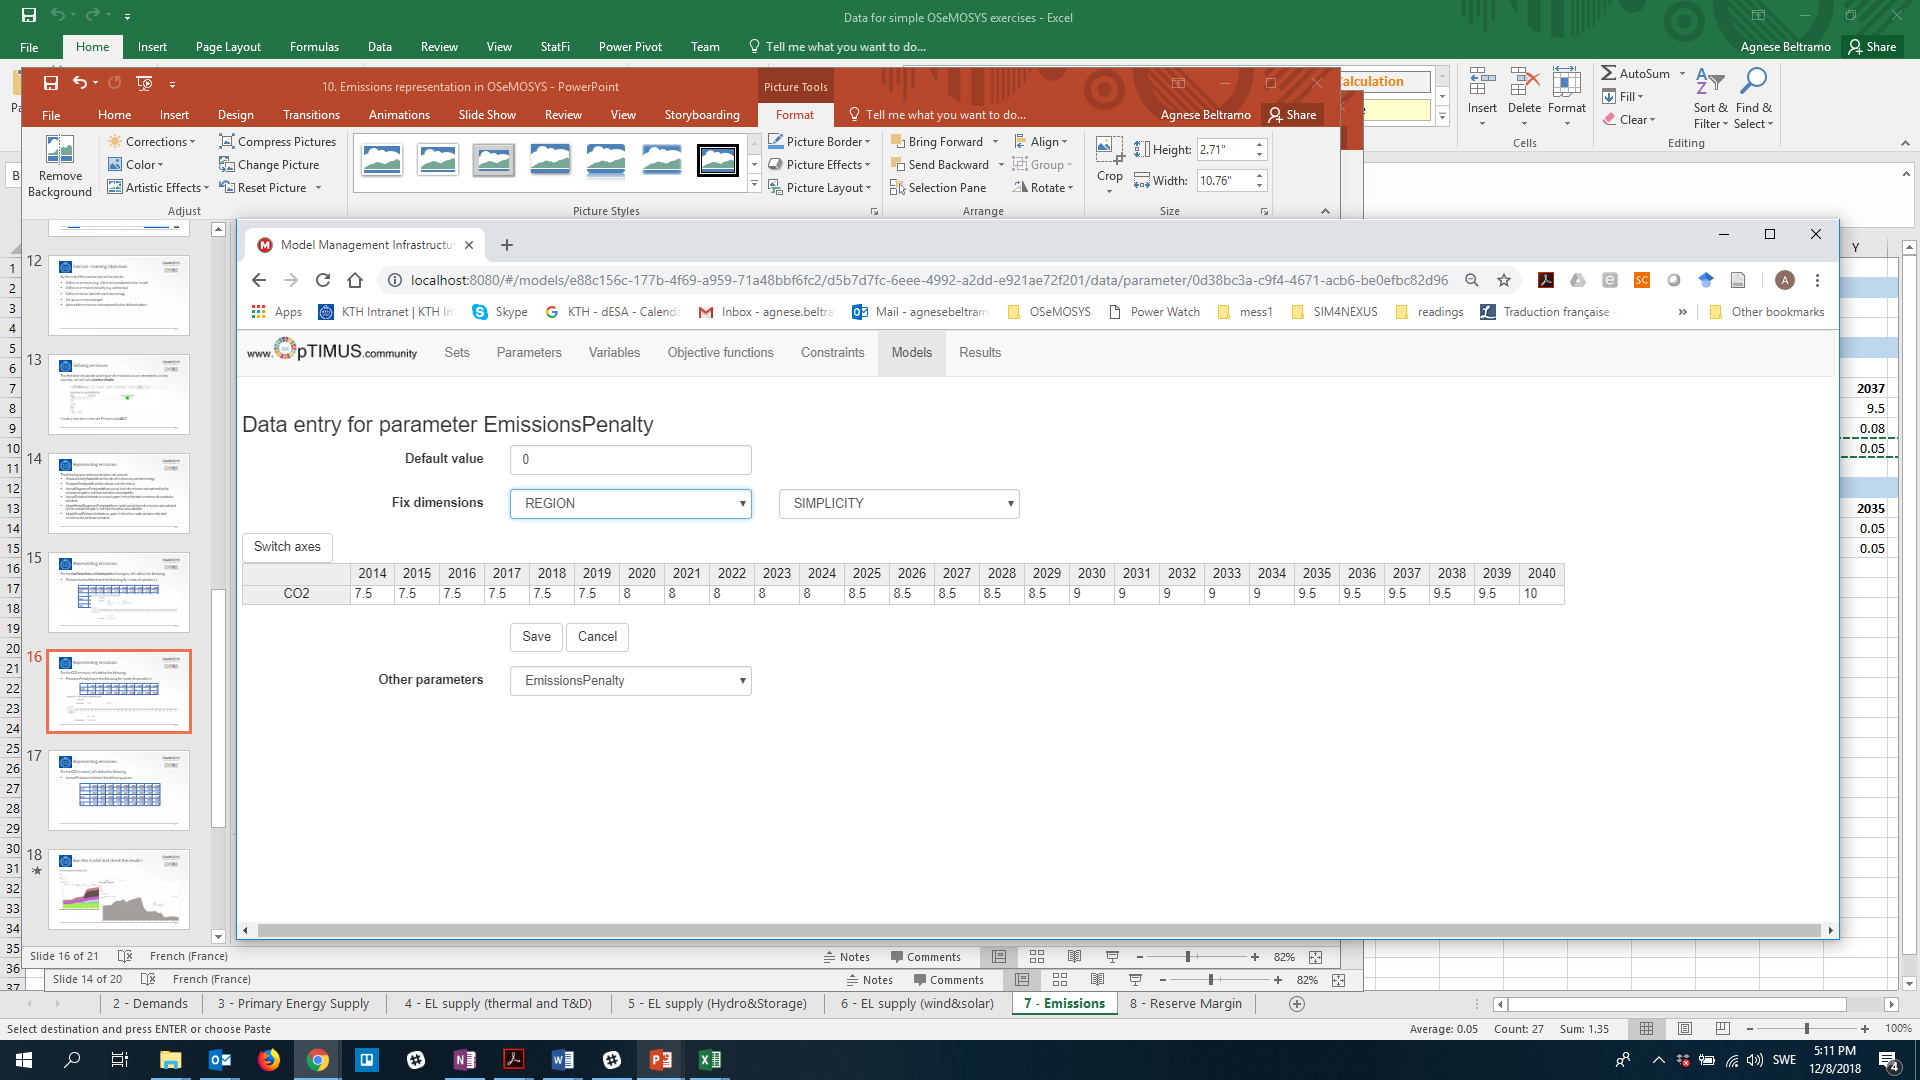 Data for simple OSeMOSYS exercises - Excel
File Home Insert Page Layout Formulas Data Review View StatFi Power Pivot Team Tell me what you want to do... Agnese Beltramo Share
10. Emissions representation in OSeMOSYS - PowerPoint
Picture Tools
File Home Insert Design Transitions Animations Slide Show Review View Storyboarding Format Tell me what you want to do... Agnese Beltramo Share
Remove Background
Corrections
Color
Artistic Effects
Compress Pictures
Change Picture
Reset Picture
Adjust
Picture Styles
Picture Border
Picture Effects
Picture Layout
Bring Forward
Send Backward
Selection Pane
Align
Group
Rotate
Arrange
Crop
Height: 2.71"
Width: 10.76"
Size
Calculation
Insert Delete Format
Cells
AutoSum
Fill
Clear
Sort & Filter
Find & Select
Editing
Model Management Infrastructu
localhost:8080/#/models/e88c156c-177b-4f69-a959-71a48bbf6fc2/d5b7d7fc-6eee-4992-a2dd-e921ae72f201/data/parameter/0d38bc3a-c9f4-4671-acb6-be0efbc82d96
Apps KTH Intranet | KTH In Skype KTH - dESA - Calenda Inbox - agnese.beltra Mail - agnesebeltram OSeMOSYS Power Watch mess1 SIM4NEXUS readings Traduction française - » Other bookmarks
www.OpTIMUS.community Sets Parameters Variables Objective functions Constraints Models Results
Data entry for parameter EmissionsPenalty
Default value 0
Fix dimensions REGION SIMPLICITY
Switch axes
2014 2015 2016 2017 2018 2019 2020 2021 2022 2023 2024 2025 2026 2027 2028 2029 2030 2031 2032 2033 2034 2035 2036 2037 2038 2039 2040
CO2 7.5 7.5 7.5 7.5 7.5 7.5 8 8 8 8 8 8.5 8.5 8.5 8.5 8.5 9 9 9 9 9 9.5 9.5 9.5 9.5 9.5 10
Save Cancel
Other parameters EmissionsPenalty
Y
2037
9.5
0.08
0.05
2035
0.05
0.05
12
13
14
15
16
17
18
Slide 16 of 21 French (France) Notes Comments 82%
Slide 14 of 20 French (France) Notes Comments 82%
2 - Demands 3 - Primary Energy Supply 4 - EL supply (thermal and T&D) 5 - EL supply (Hydro&Storage) 6 - EL supply (wind&solar) 7 - Emissions 8 - Reserve Margin
Select destination and press ENTER or choose Paste
Average: 0.05 Count: 27 Sum: 1.35 100%
SWE
5:11 PM
12/8/2018
4